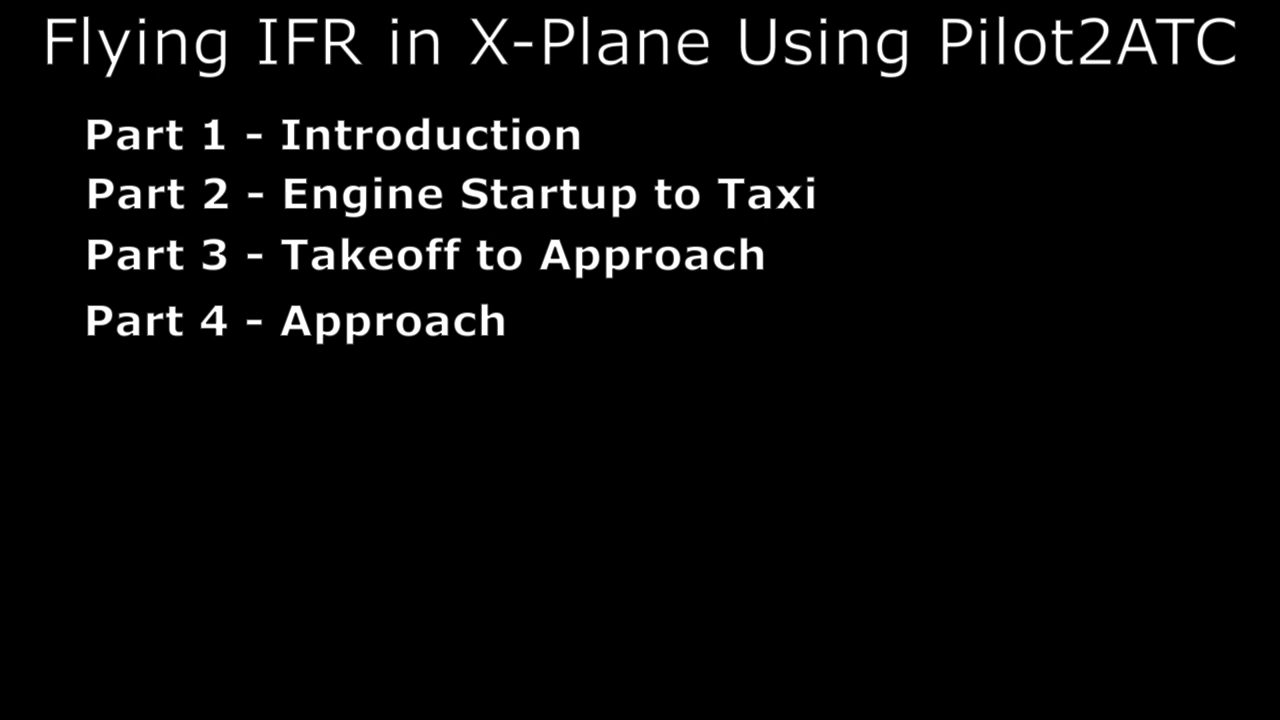 Flying IFR in X-Plane Using Pilot2ATC
Part 1 - Introduction
Part 2 - Engine Startup to Taxi
Part 3 - Takeoff to Approach
Part 4 - Approach